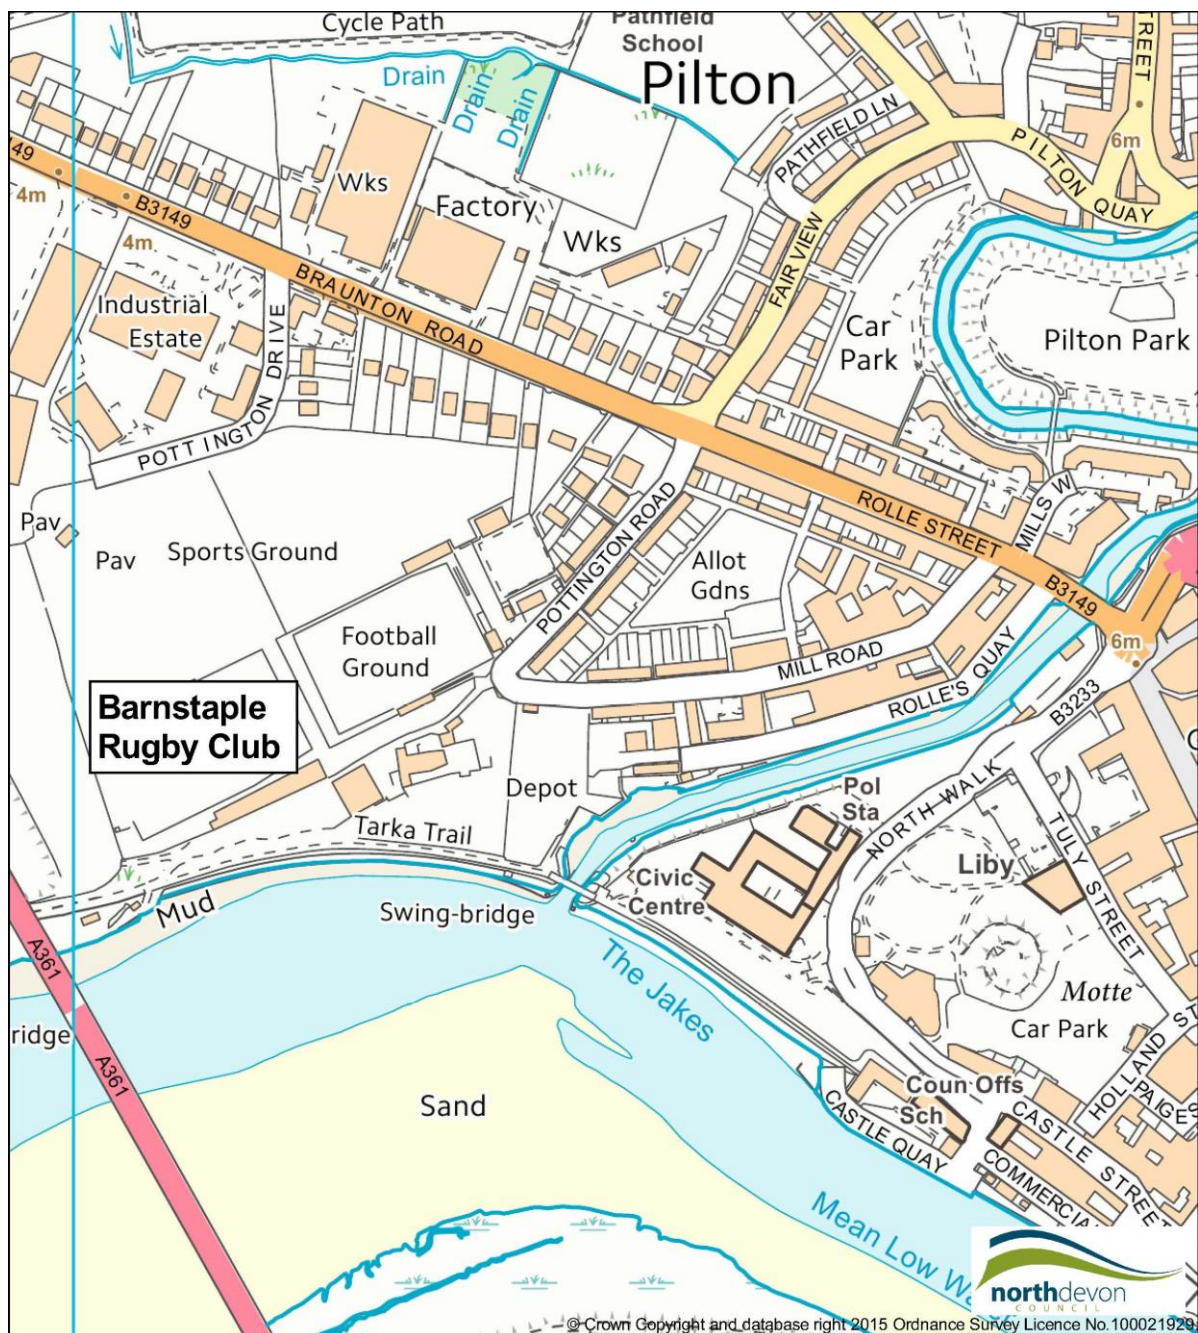 Cycle Path
Pathfield
School
Pilton
Drain
Drain
Drain
STREET
6m
PATHFIELD LN
PILTON QUAY
149
4m
B3149
4m
Wks
Factory
Wks
FAIR VIEW
BRAUNTON ROAD
Industrial
Estate
POTTINGTON DRIVE
Car
Park
Pilton Park
Pav
Pav
Sports Ground
POTTINGTON ROAD
ROLLE STREET
MILLS W
Allot
Gdns
B3149
6m
Football
Ground
MILL ROAD
ROLLE'S QUAY
B3233
Barnstaple
Rugby Club
Depot
Tarka Trail
Pol
Sta
NORTH WALK
TULY STREET
Liby
Civic
Centre
Mud
Swing-bridge
A361
The Jakes
Motte
Car Park
ridge
A361
Sand
HOLLAND ST
PAIGES
Coun Offs
Sch
CASTLE QUAY
CASTLE STREET
COMMERCIA
Mean Low Wa
northdevon
COUNCIL
© Crown Copyright and database right 2015 Ordnance Survey Licence No. 100021929